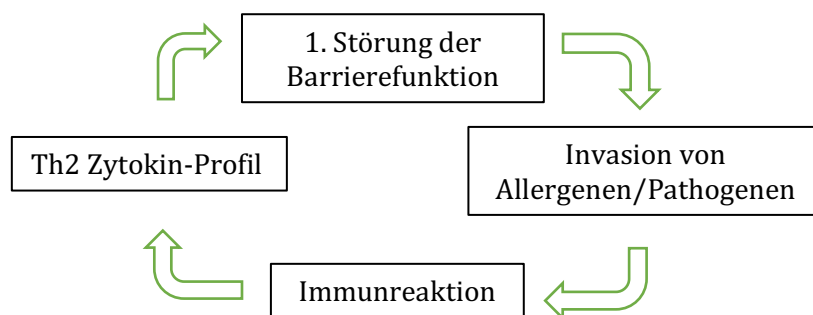 1. Störung der
Barrierefunktion
Th2 Zytokin-Profil
Invasion von
Allergenen/Pathogenen
Immunreaktion